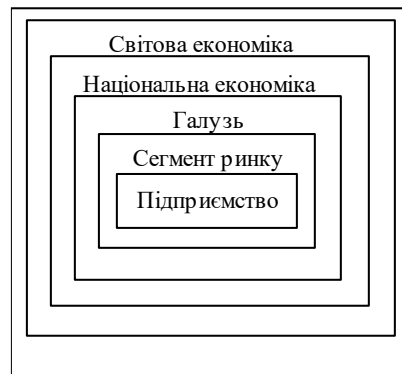 Світова економіка
Національна економіка
Галузь
Сегмент ринку
Підприємство